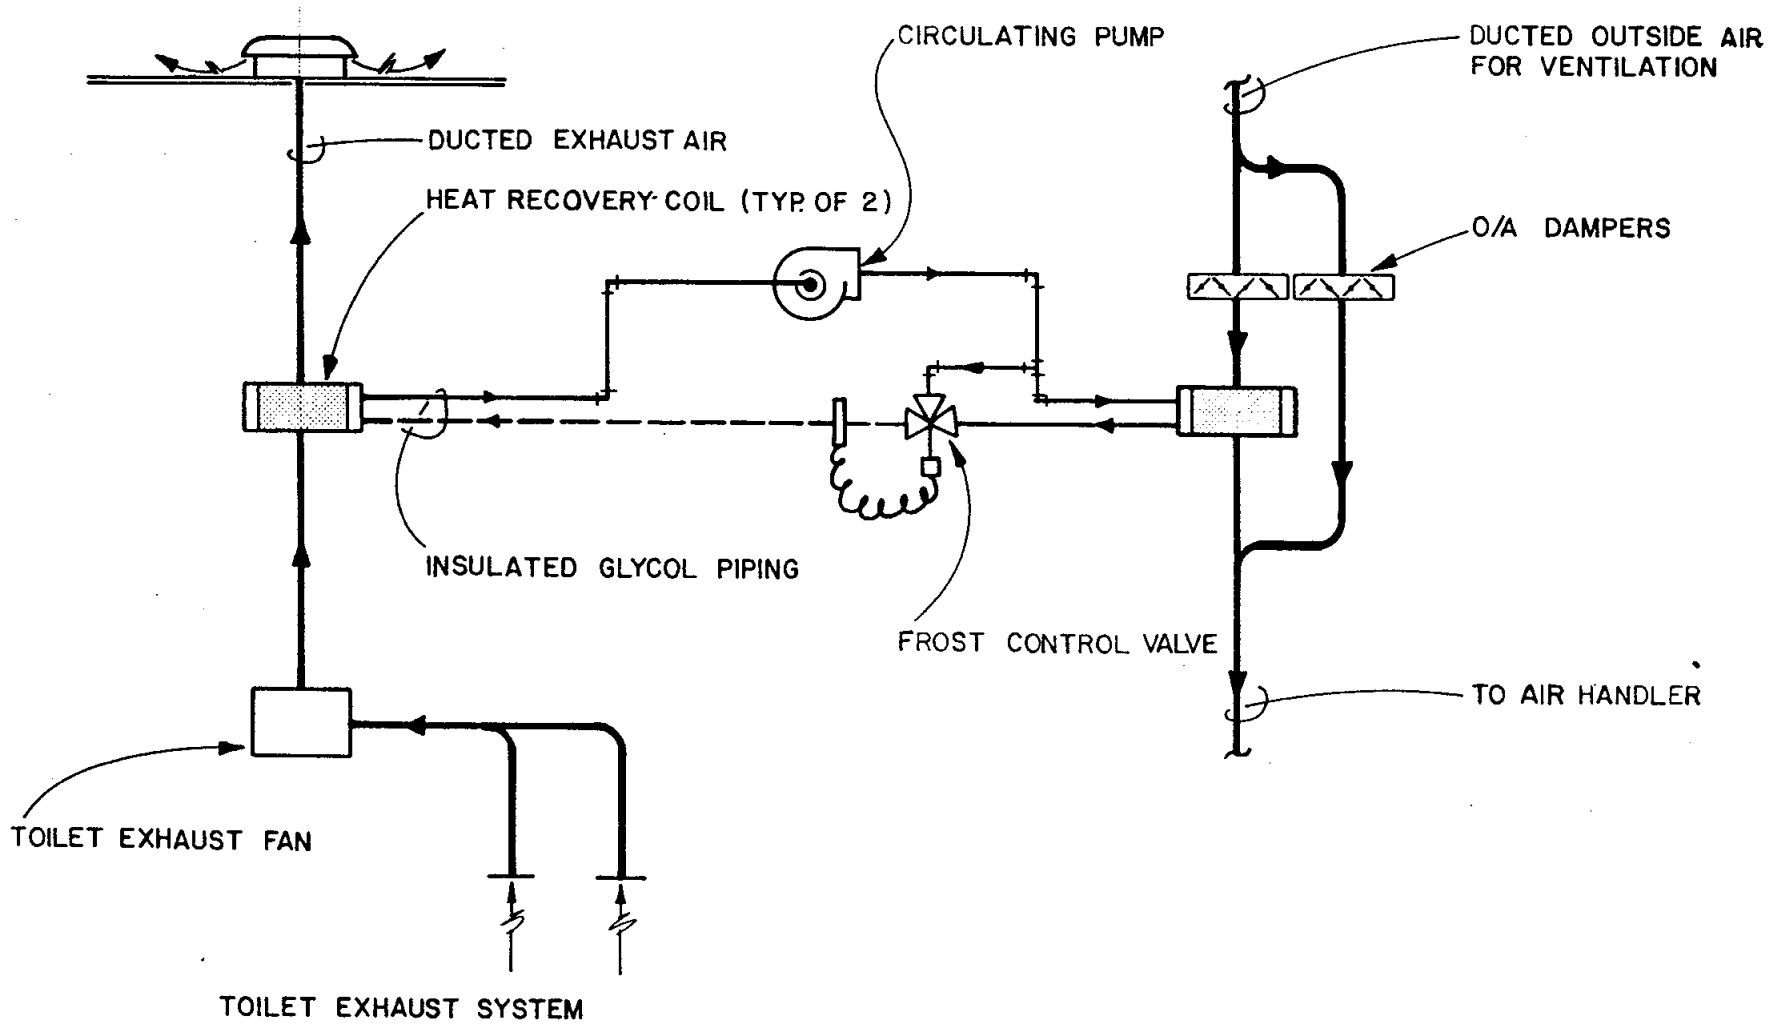 CIRCULATING PUMP
DUCTED OUTSIDE AIR
FOR VENTILATION
DUCTED EXHAUST AIR
HEAT RECOVERY COIL (TYP. OF 2)
O/A DAMPERS
INSULATED GLYCOL PIPING
FROST CONTROL VALVE
TO AIR HANDLER
TOILET EXHAUST FAN
TOILET EXHAUST SYSTEM